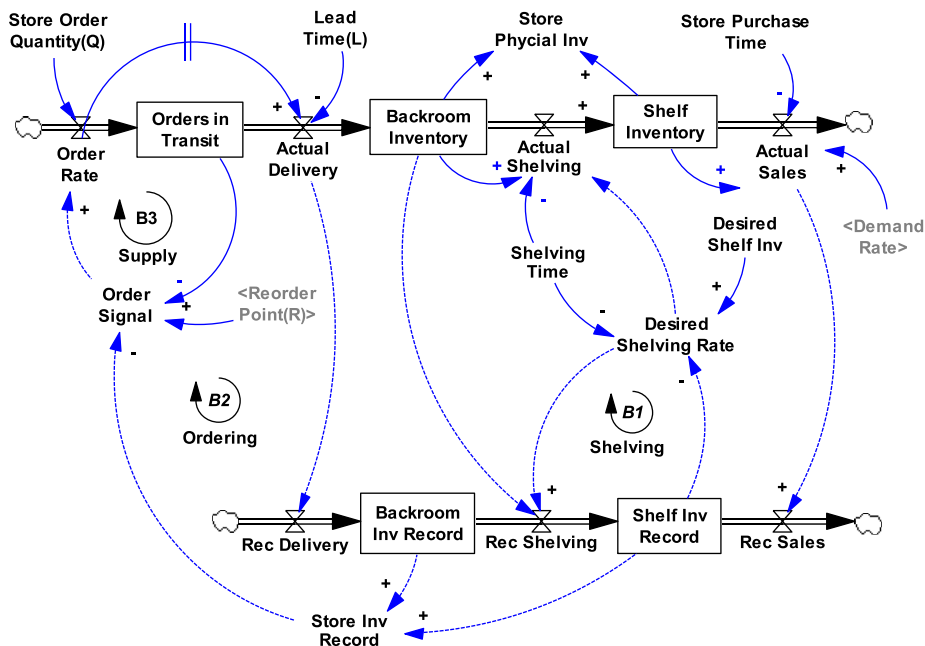 Store Order
Quantity(Q)
Lead
Time(L)
Store
Phycial Inv
Store Purchase
Time
+
-
+
+
+
+
-
Orders in
Transit
Backroom
Inventory
Shelf
Inventory
Order
Rate
Actual
Delivery
Actual
Shelving
Actual
Sales
+
+
+
+
-
B3
Supply
Shelving
Time
Desired
Shelf Inv
<Demand
Rate>
-
Order
Signal
+
<Reorder
Point(R)>
+
-
Desired
Shelving Rate
-
-
B2
Ordering
B1
Shelving
+
+
Backroom
Inv Record
Shelf Inv
Record
Rec Delivery
Rec Shelving
Rec Sales
+
+
Store Inv
Record